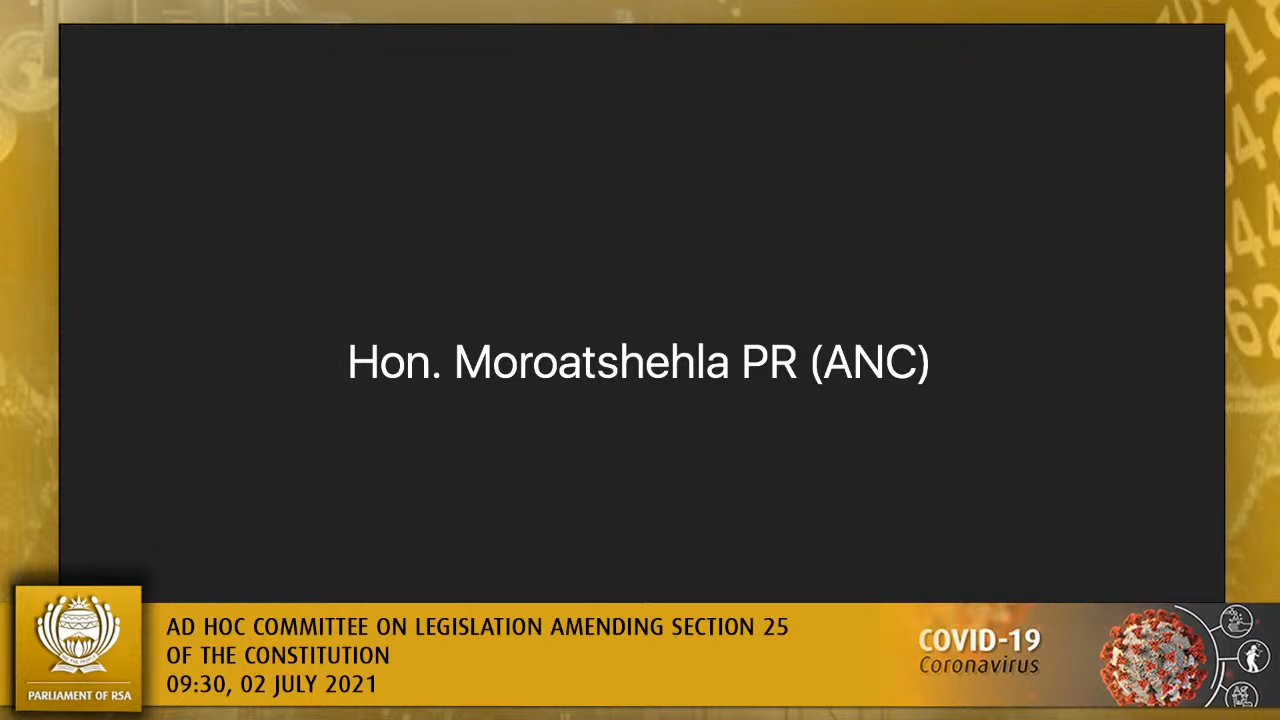 Hon. Moroatshehla PR (ANC)
AD HOC COMMITTEE ON LEGISLATION AMENDING SECTION 25
OF THE CONSTITUTION
09:30, 02 JULY 2021
PARLIAMENT OF RSA
COVID-19
Coronavirus